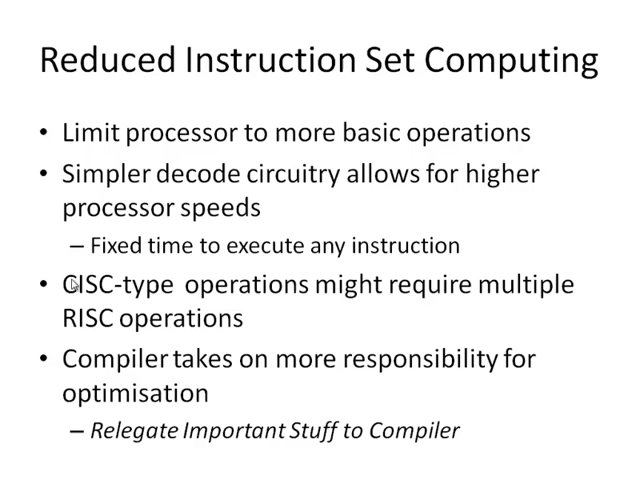 Reduced Instruction Set Computing
• Limit processor to more basic operations
• Simpler decode circuitry allows for higher
processor speeds
– Fixed time to execute any instruction
• CISC-type operations might require multiple
RISC operations
• Compiler takes on more responsibility for
optimisation
– Relegate Important Stuff to Compiler